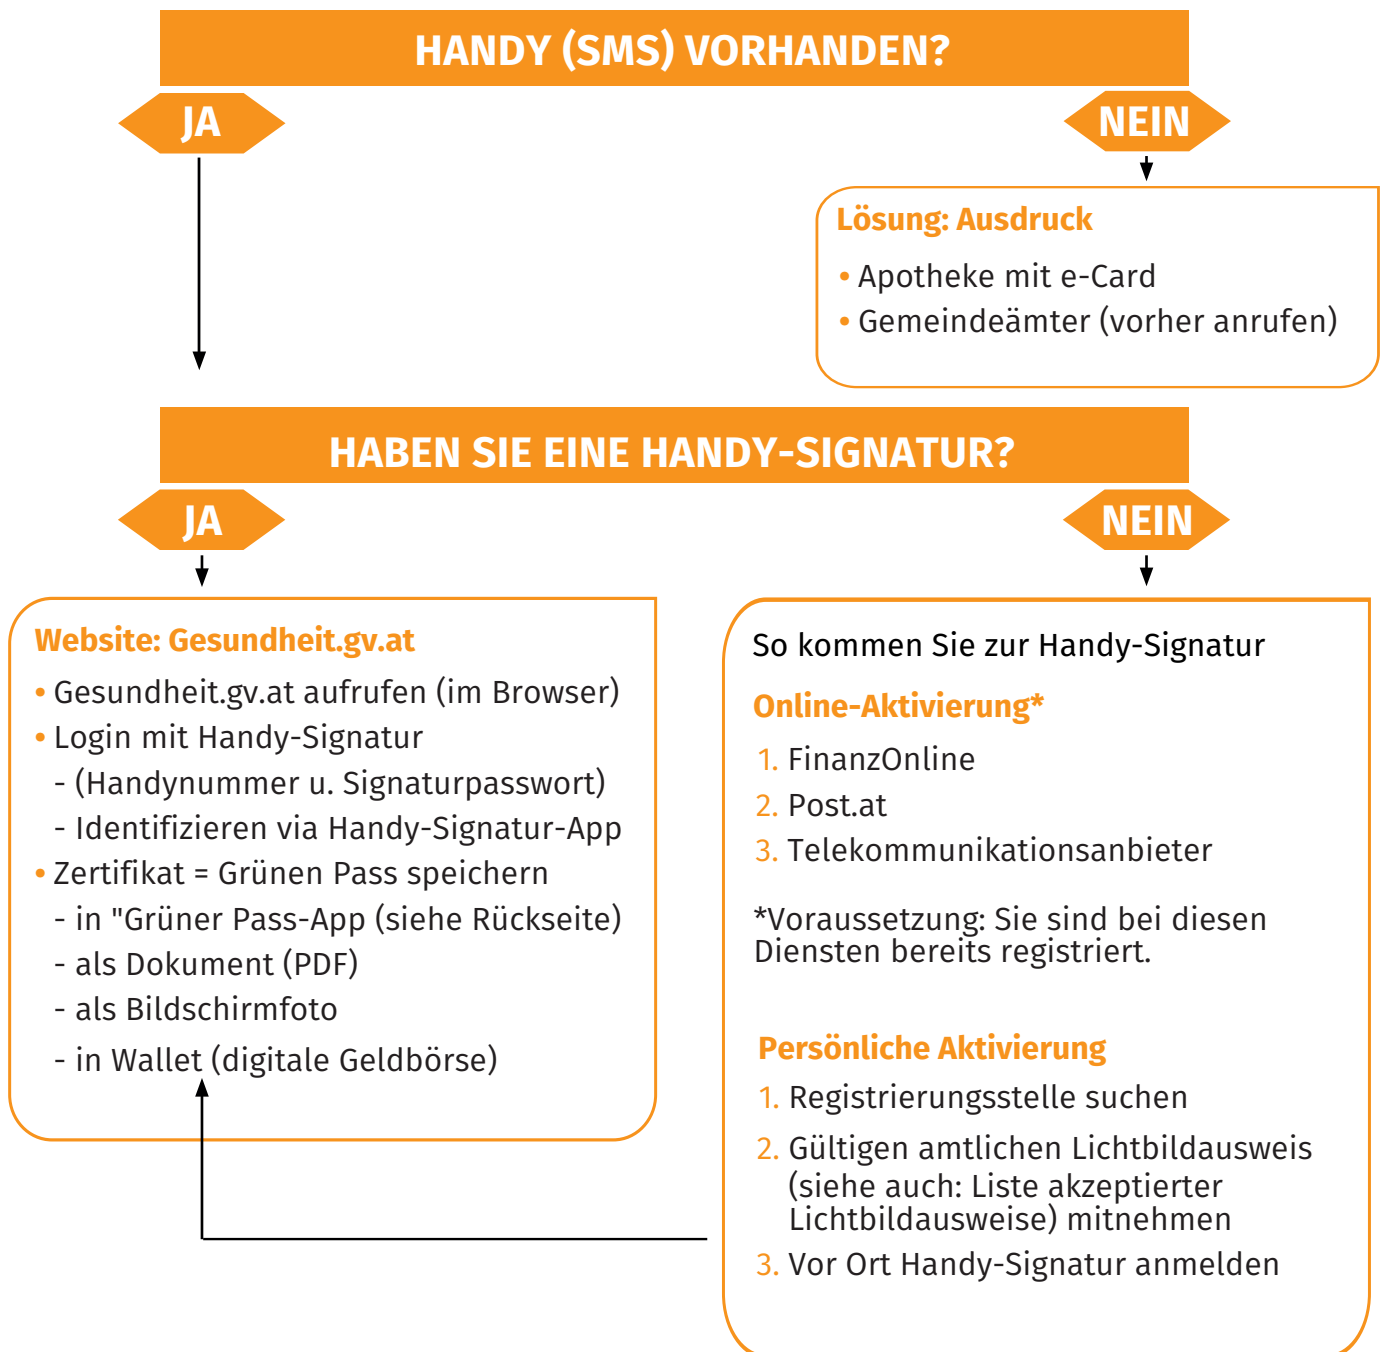 HANDY (SMS) VORHANDEN?
JA
NEIN
Lösung: Ausdruck
• Apotheke mit e-Card
• Gemeindeämter (vorher anrufen)
HABEN SIE EINE HANDY-SIGNATUR?
JA
NEIN
Website: Gesundheit.gv.at
• Gesundheit.gv.at aufrufen (im Browser)
• Login mit Handy-Signatur
- (Handynummer u. Signaturpasswort)
- Identifizieren via Handy-Signatur-App
• Zertifikat = Grünen Pass speichern
- in "Grüner Pass-App (siehe Rückseite)
- als Dokument (PDF)
- als Bildschirmfoto
- in Wallet (digitale Geldbörse)
So kommen Sie zur Handy-Signatur
Online-Aktivierung*
1. FinanzOnline
2. Post.at
3. Telekommunikationsanbieter
*Voraussetzung: Sie sind bei diesen
Diensten bereits registriert.
Persönliche Aktivierung
1. Registrierungsstelle suchen
2. Gültigen amtlichen Lichtbildausweis
(siehe auch: Liste akzeptierter
Lichtbildausweise) mitnehmen
3. Vor Ort Handy-Signatur anmelden